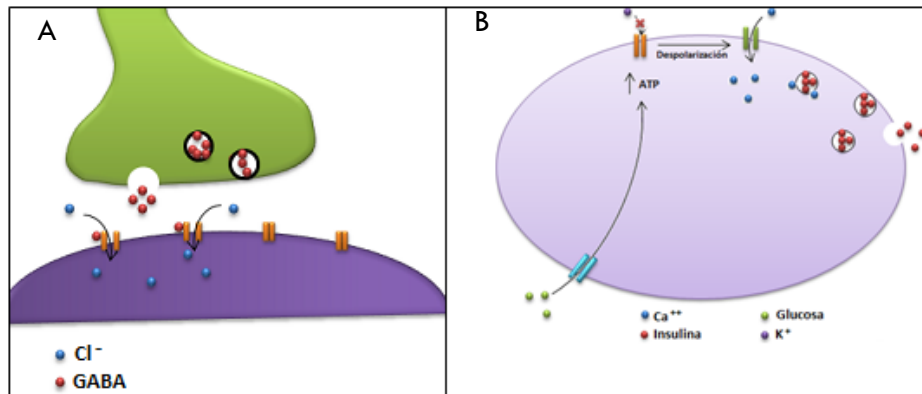 A
Cl⁻
GABA
B
Despolarización
ATP
Ca⁺⁺
Glucosa
Insulina
K⁺